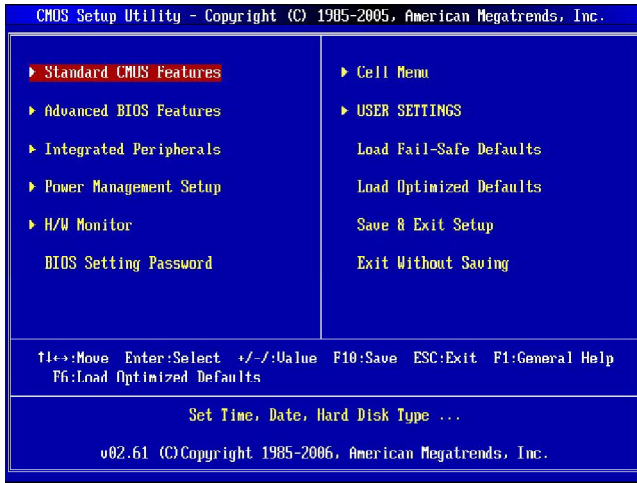 CMOS Setup Utility - Copyright (C) 1985-2005, American Megatrends, Inc.
Standard CMOS Features
Advanced BIOS Features
Integrated Peripherals
Power Management Setup
H/W Monitor
BIOS Setting Password
Cell Menu
USER SETTINGS
Load Fail-Safe Defaults
Load Optimized Defaults
Save & Exit Setup
Exit Without Saving
↑↓←→:Move Enter:Select +/-/:Value F10:Save ESC:Exit F1:General Help
F6:Load Optimized Defaults
Set Time, Date, Hard Disk Type ...
v02.61 (C)Copyright 1985-2006, American Megatrends, Inc.